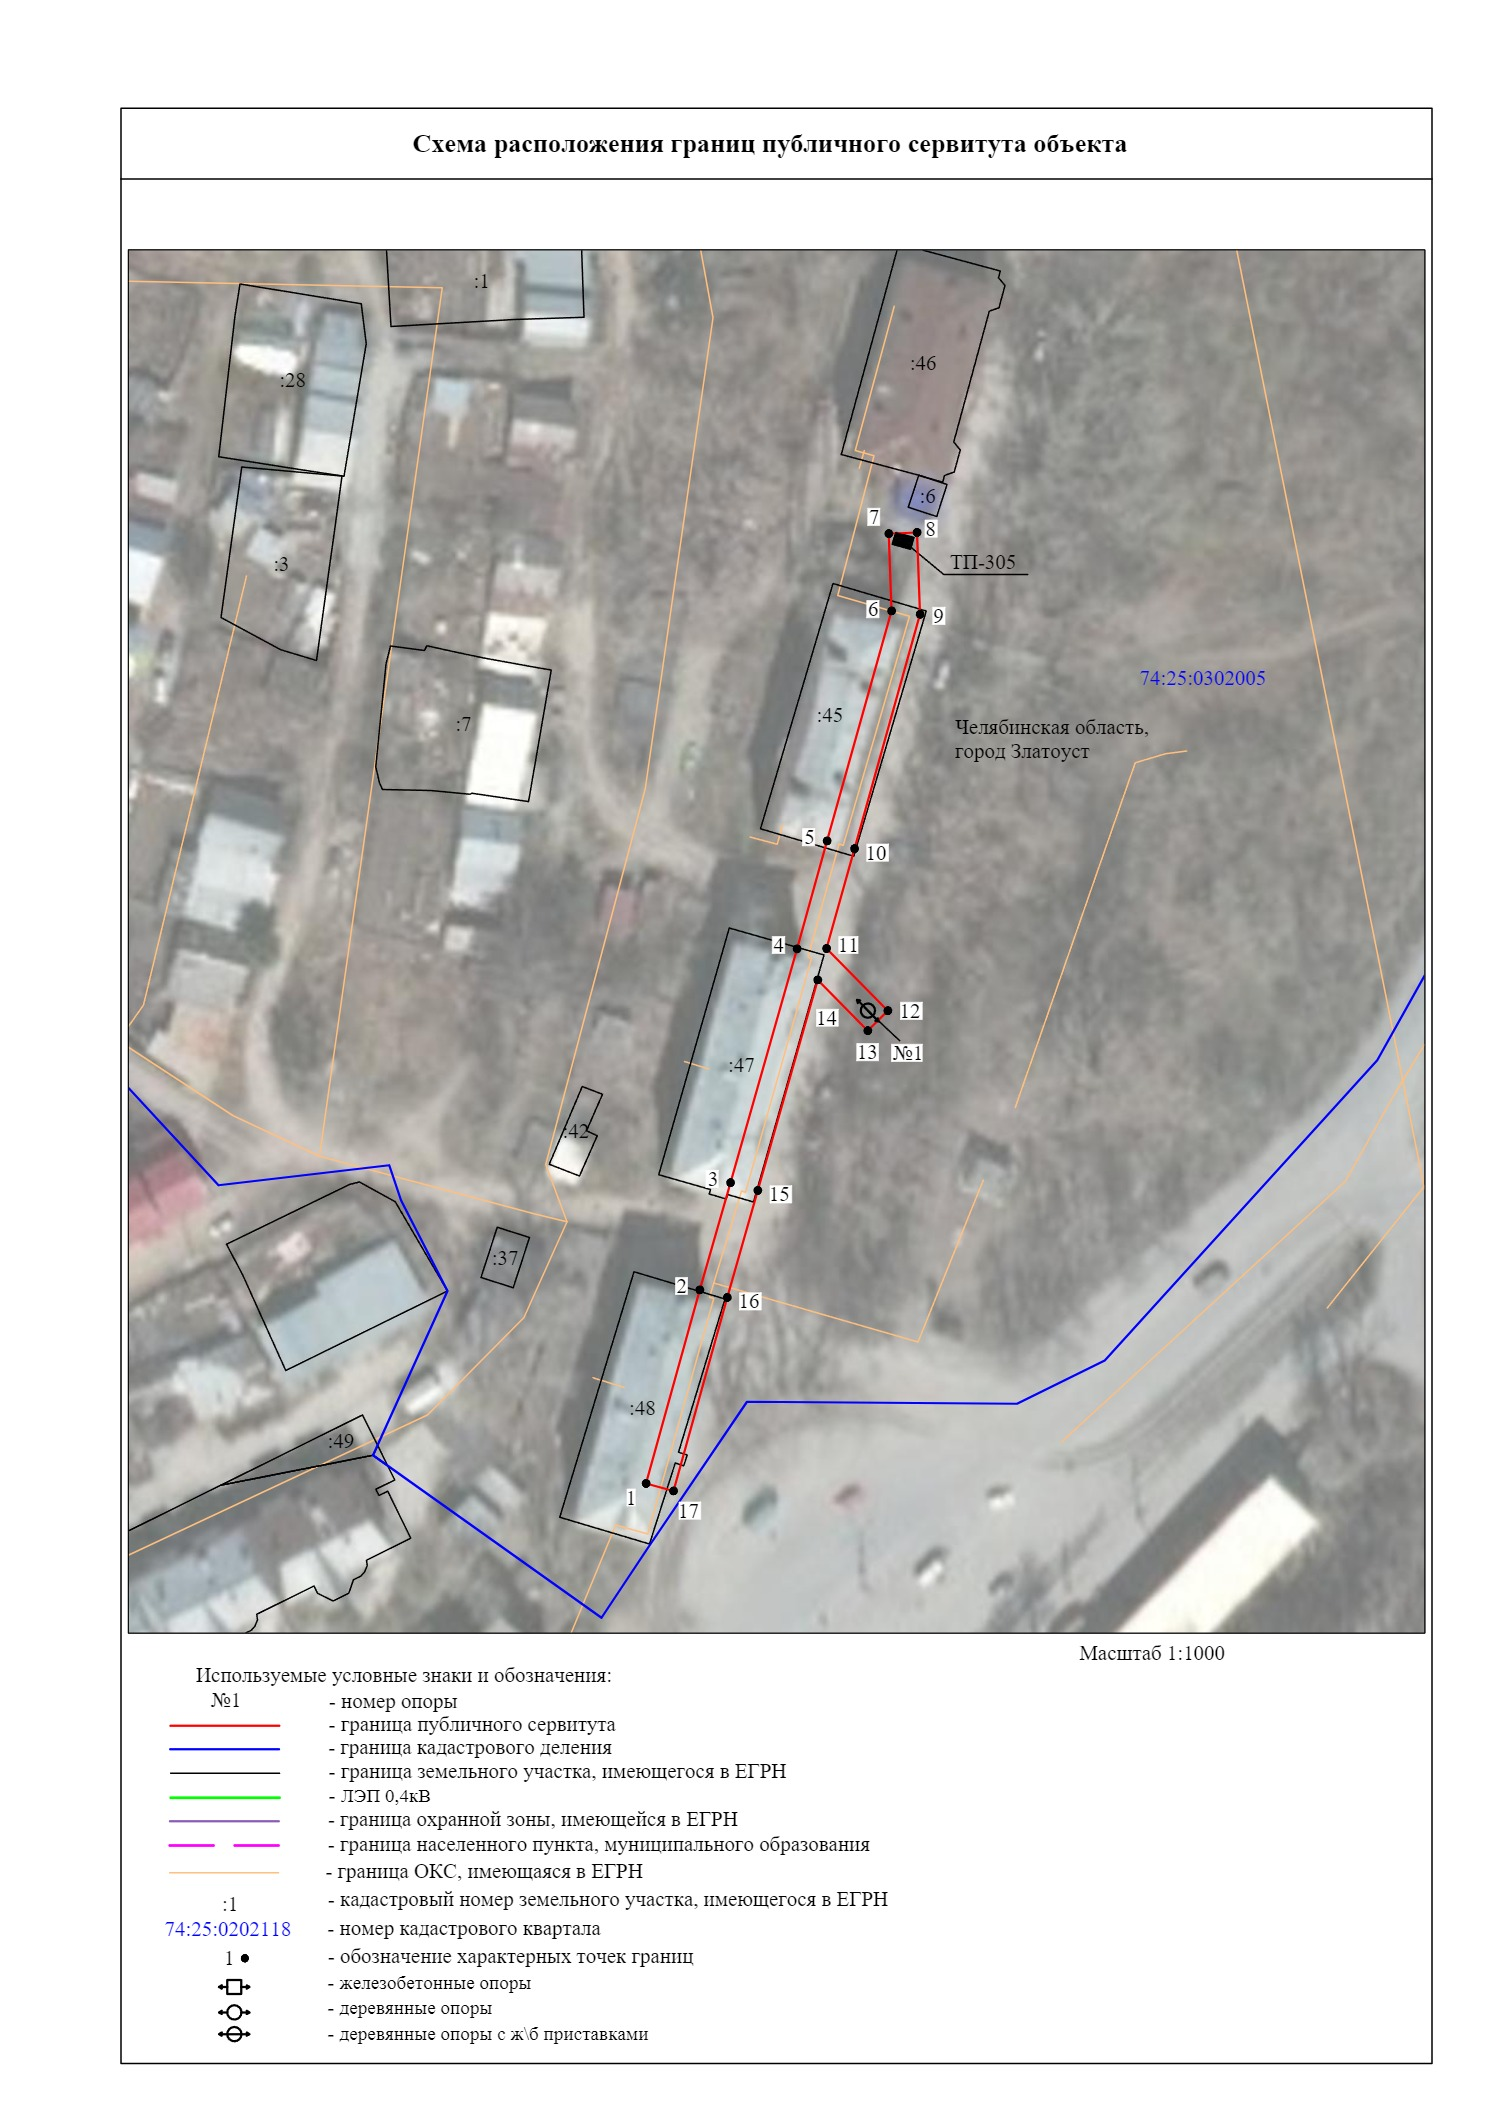 Схема расположения границ публичного сервитута объекта
:1
:28
:46
:6
7
8
:3
ТП-305
6
9
74:25:0302005
:45
:7
Челябинская область,
город Златоуст
5
10
4
11
12
14
13
№1
:47
:42
3
15
:37
2
16
:48
:49
1
17
Масштаб 1:1000
Используемые условные знаки и обозначения:
№1 - номер опоры
- граница публичного сервитута
- граница кадастрового деления
- граница земельного участка, имеющегося в ЕГРН
- ЛЭП 0,4кВ
- граница охранной зоны, имеющейся в ЕГРН
- граница населенного пункта, муниципального образования
- граница ОКС, имеющаяся в ЕГРН
:1 - кадастровый номер земельного участка, имеющегося в ЕГРН
74:25:0202118 - номер кадастрового квартала
1 - обозначение характерных точек границ
- железобетонные опоры
- деревянные опоры
- деревянные опоры с ж\б приставками